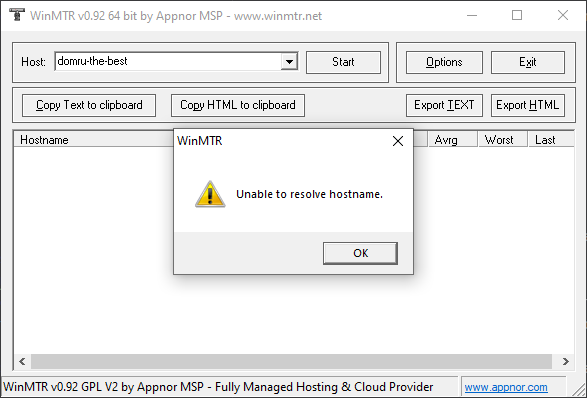 WinMTR v0.92 64 bit by Appnor MSP - www.winmtr.net
Host: domru-the-best Start Options Exit
Copy Text to clipboard Copy HTML to clipboard Export TEXT Export HTML
Hostname Avrg Worst Last
WinMTR
Unable to resolve hostname.
OK
WinMTR v0.92 GPL V2 by Appnor MSP - Fully Managed Hosting & Cloud Provider www.appnor.com